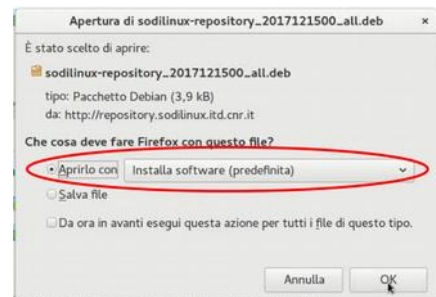 Apertura di sodilinux-repository_2017121500_all.deb ×
È stato scelto di aprire:
sodilinux-repository_2017121500_all.deb
tipo: Pacchetto Debian (3,9 kB)
da: http://repository.sodilinux.itd.cnr.it
Che cosa deve fare Firefox con questo file?
Aprirlo con Installa software (predefinita)
Salva file
Da ora in avanti esegui questa azione per tutti i file di questo tipo.
Annulla OK